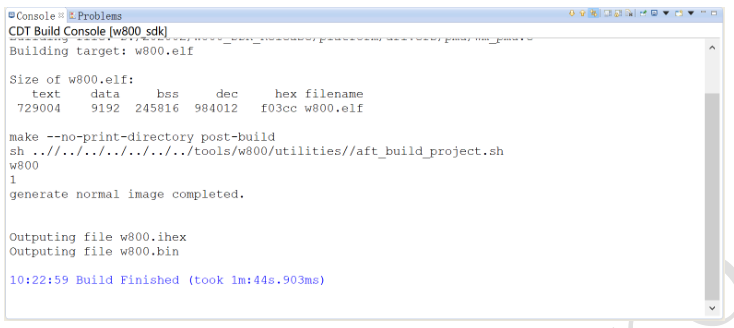 Console Problems
CDT Build Console [w800_sdk]
Building target: w800.elf
Size of w800.elf:
text data bss dec hex filename
729004 9192 245816 984012 f03cc w800.elf
make --no-print-directory post-build
sh ..//../../../../../../tools/w800/utilities//aft_build_project.sh
w800
1
generate normal image completed.
Outputing file w800.ihex
Outputing file w800.bin
10:22:59 Build Finished (took 1m:44s.903ms)